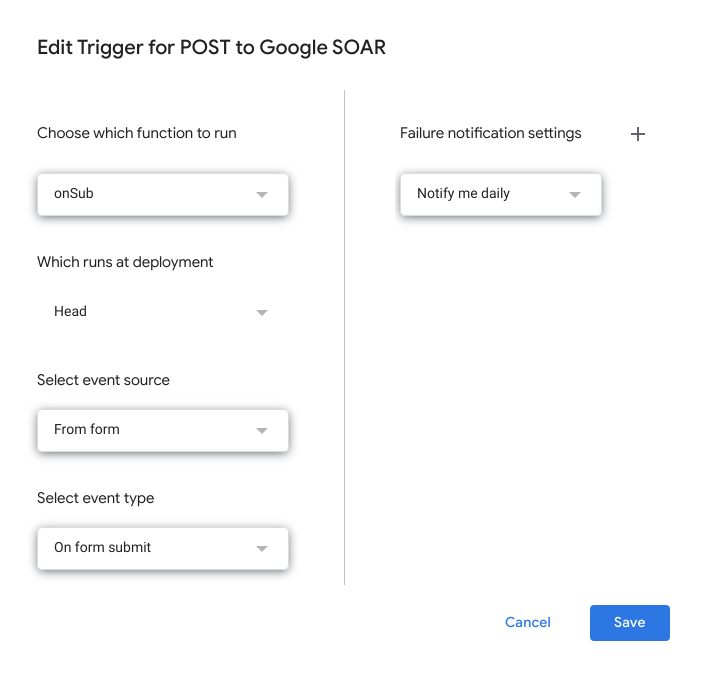 Edit Trigger for POST to Google SOAR
Choose which function to run
onSub
Which runs at deployment
Head
Select event source
From form
Select event type
On form submit
Failure notification settings
Notify me daily
Cancel
Save